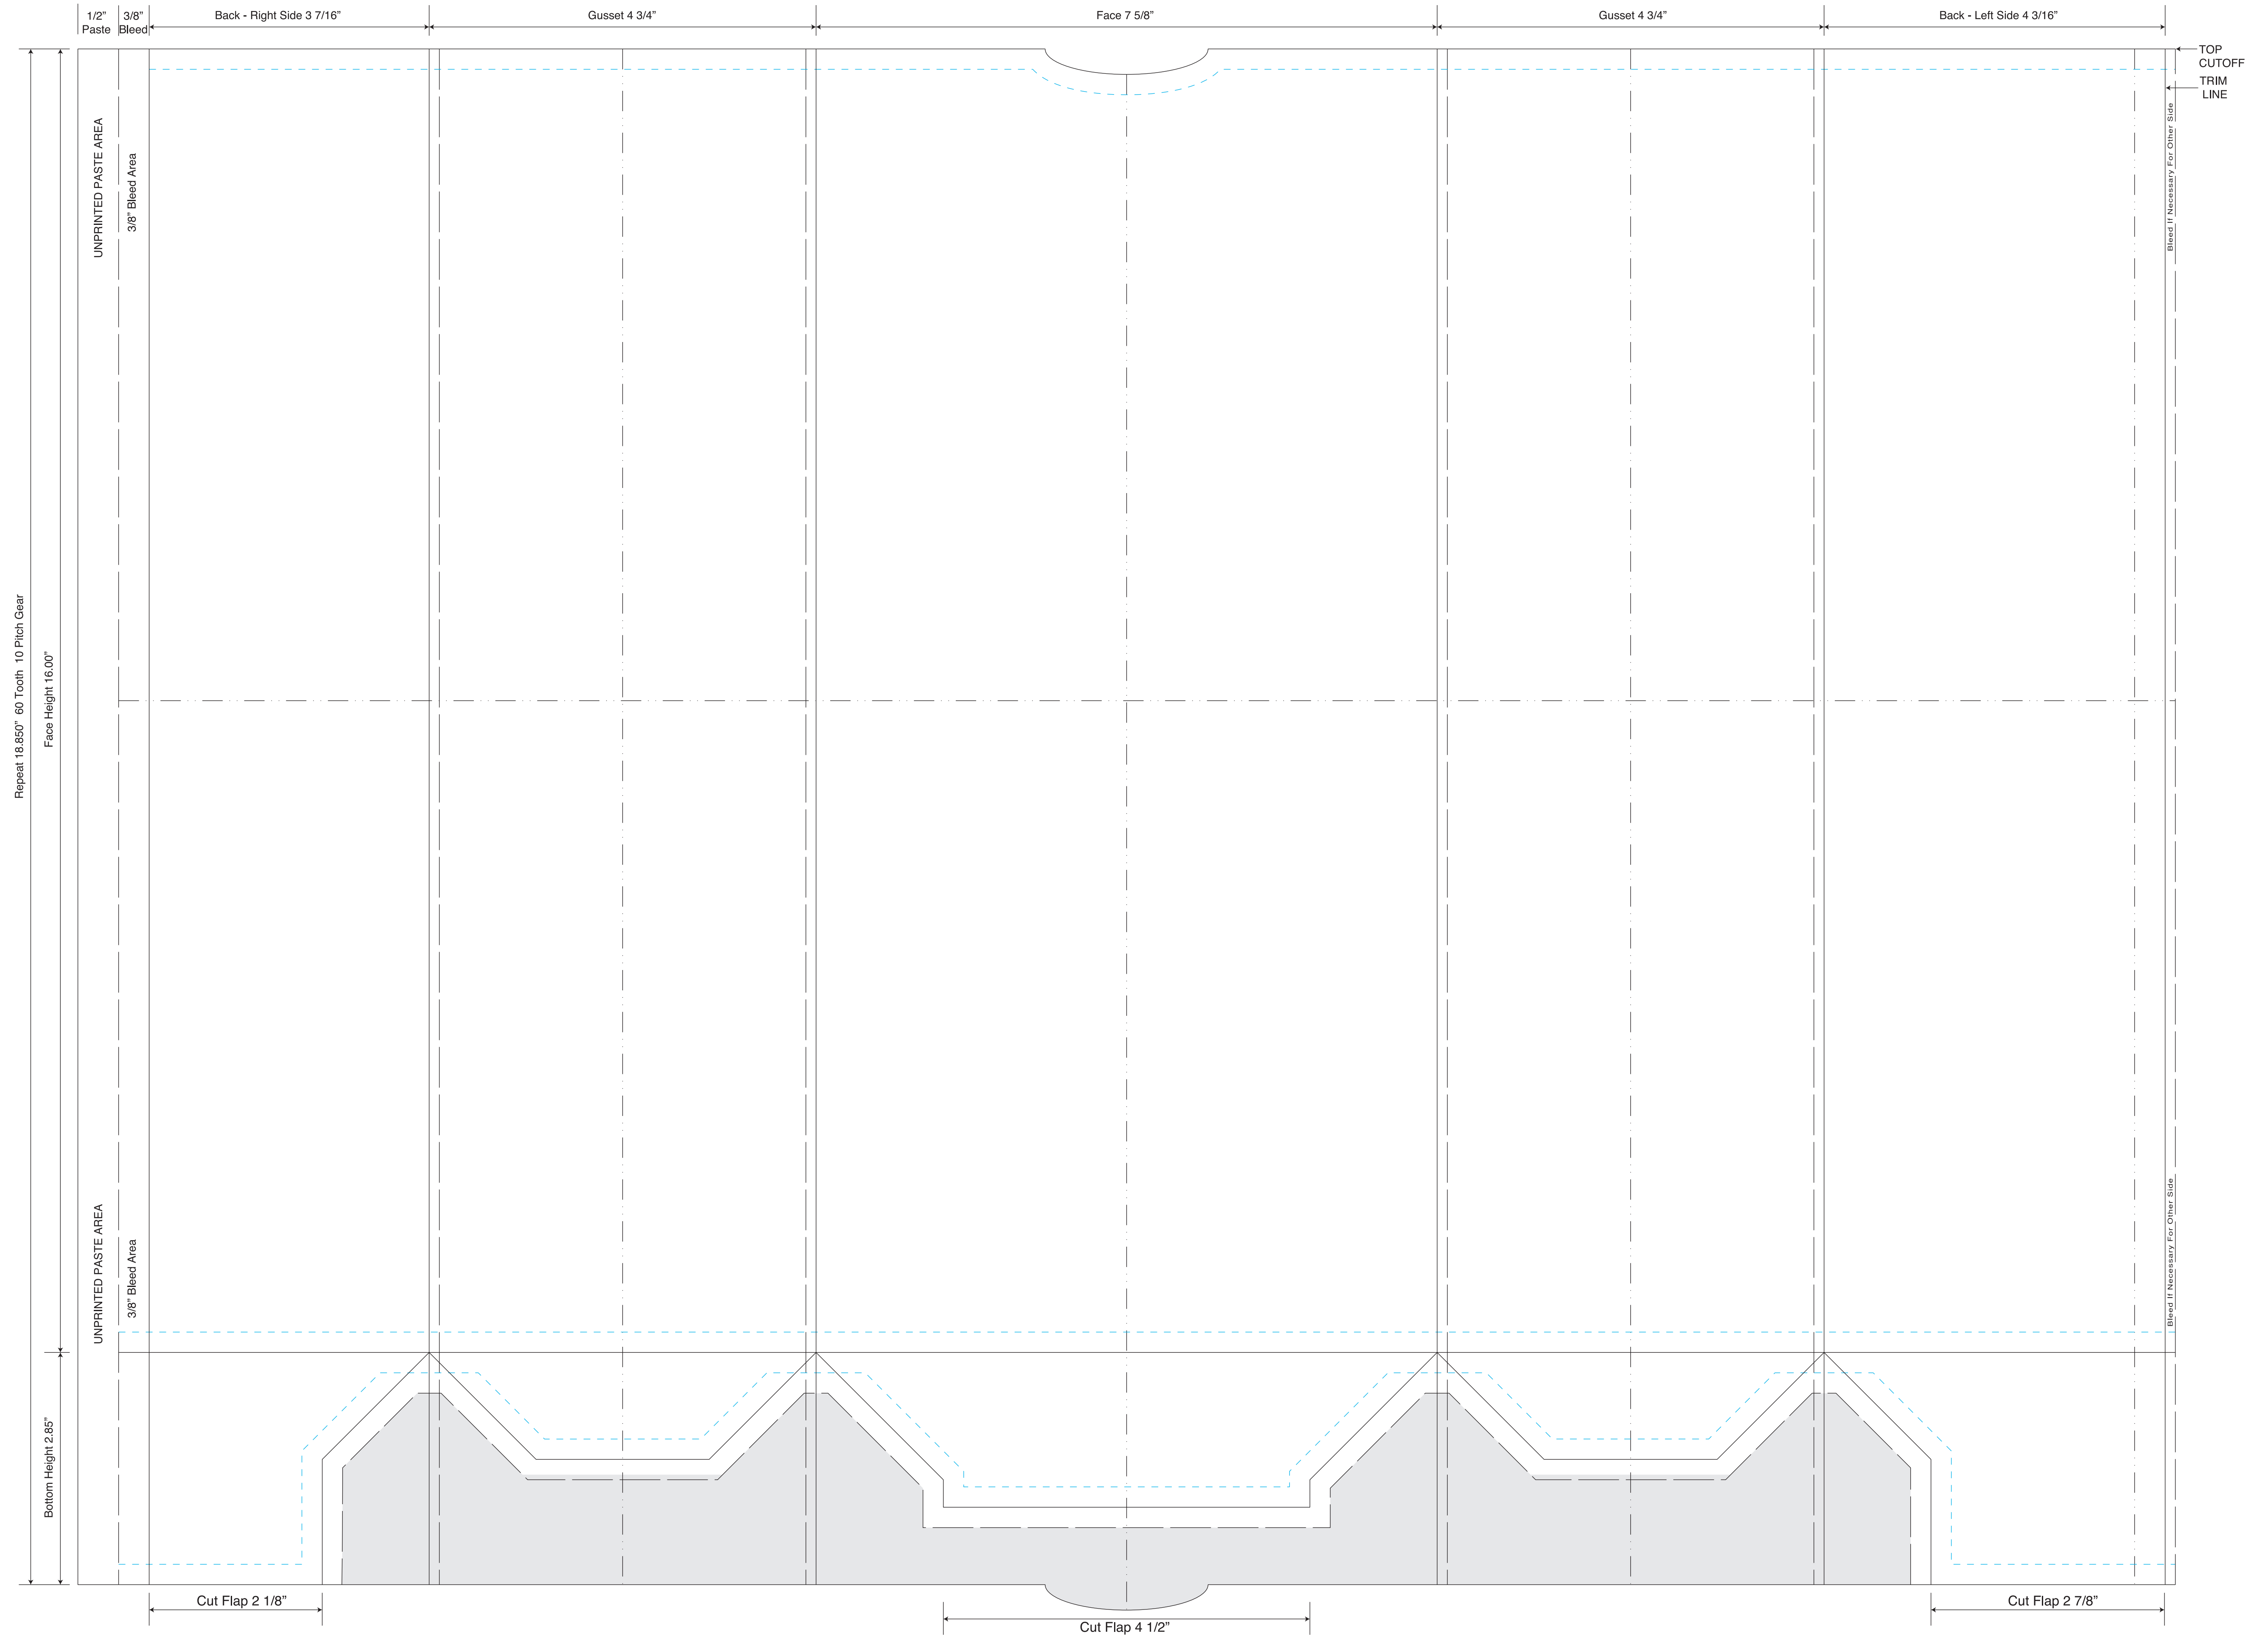 1/2”
Paste
3/8”
Bleed
Back - Right Side 3 7/16”
Gusset 4 3/4”
Face 7 5/8”
Gusset 4 3/4”
Back - Left Side 4 3/16”
TOP
CUTOFF
TRIM
LINE
UNPRINTED PASTE AREA
3/8” Bleed Area
Bleed If Necessary For Other Side
Repeat 18.850” 60 Tooth 10 Pitch Gear
Face Height 16.00”
UNPRINTED PASTE AREA
3/8” Bleed Area
Bleed If Necessary For Other Side
Bottom Height 2.85”
Cut Flap 2 1/8”
Cut Flap 4 1/2”
Cut Flap 2 7/8”